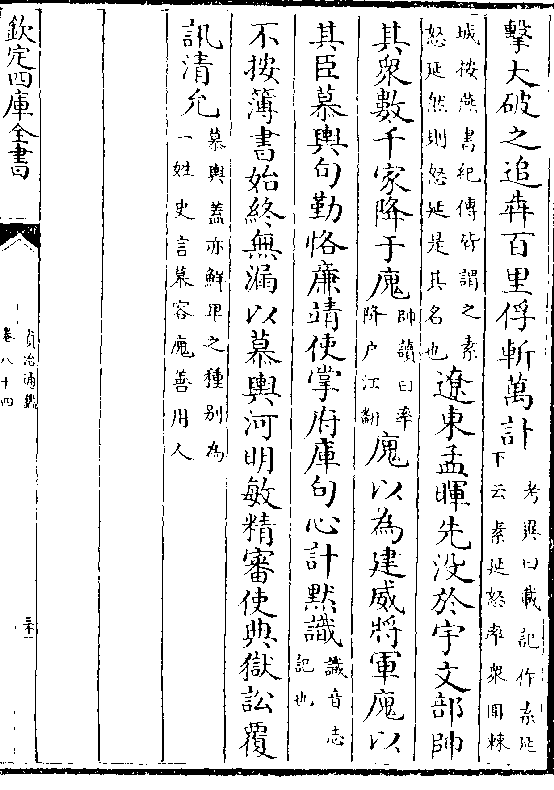 擊大破之追犇百里俘斬萬計考異曰載記作素延下云素延怒率衆圍棘
城按燕書紀傳皆謂之素怒延然則怒延是其名也遼東孟暉先没於宇文部帥
其衆數千家降于廆帥讀曰率降户江翻廆以為建威將軍廆以
其臣慕輿句勤恪廉靖使掌府庫句心計默識識音志記也
不按簿書始終無漏以慕輿河明敏精審使典獄訟覆
訊清允慕輿蓋亦鮮卑之種别為一姓史言慕容廆善用人
欽定四庫全書
資治通鑑
卷八十四